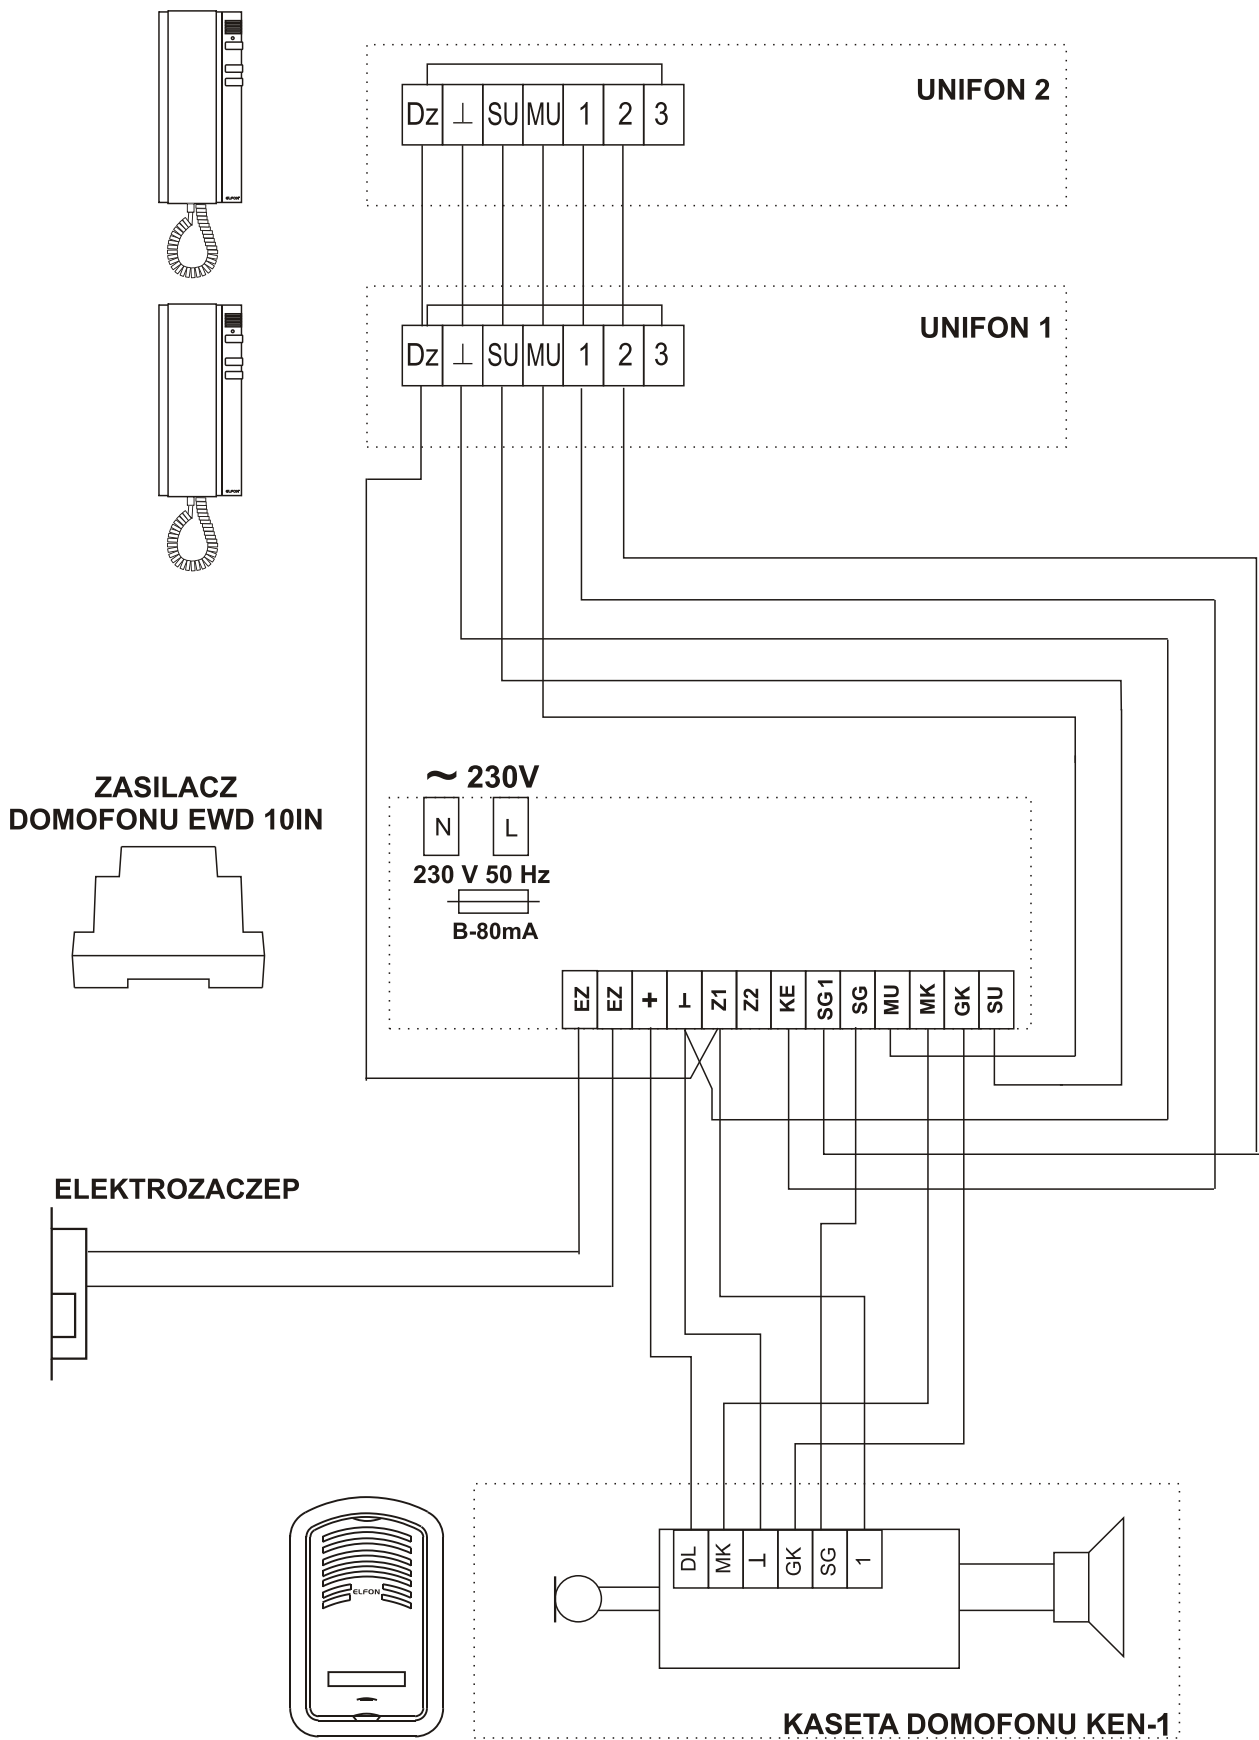 UNIFON 2
Dz ⊥ SU MU 1 2 3
ELFON
UNIFON 1
Dz ⊥ SU MU 1 2 3
ELFON
~ 230V
ZASILACZ
DOMOFONU EWD 10IN
N L
230 V 50 Hz
B-80mA
EZ EZ + ⊥ Z1 Z2 KE SG1 SG MU MK GK SU
ELEKTROZACZEP
DL MK ⊥ GK SG 1
ELFON
KASETA DOMOFONU KEN-1